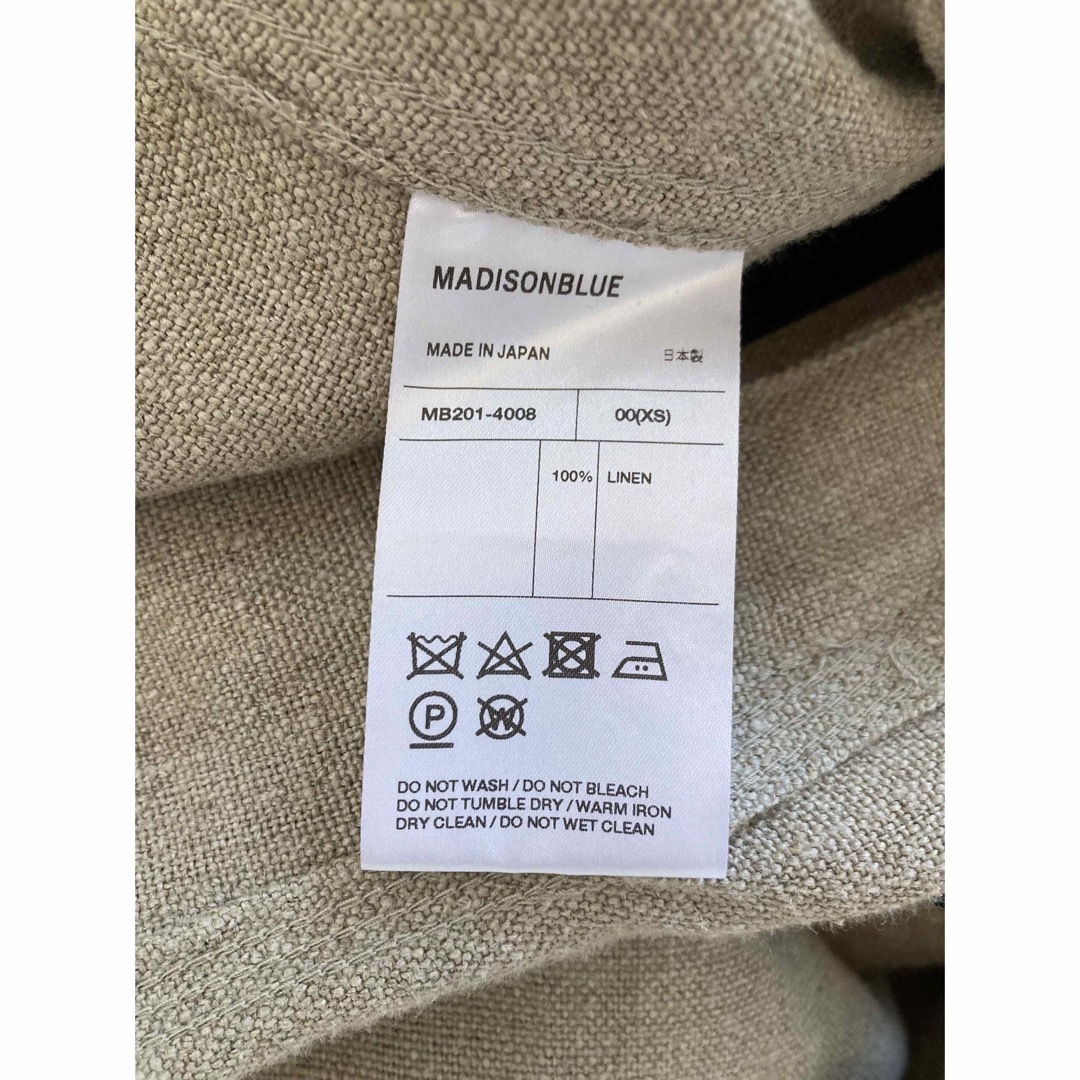 MADISONBLUE
MADE IN JAPAN 日本製
MB201-4008 00(XS)
100% LINEN
P W
DO NOT WASH / DO NOT BLEACH
DO NOT TUMBLE DRY / WARM IRON
DRY CLEAN / DO NOT WET CLEAN